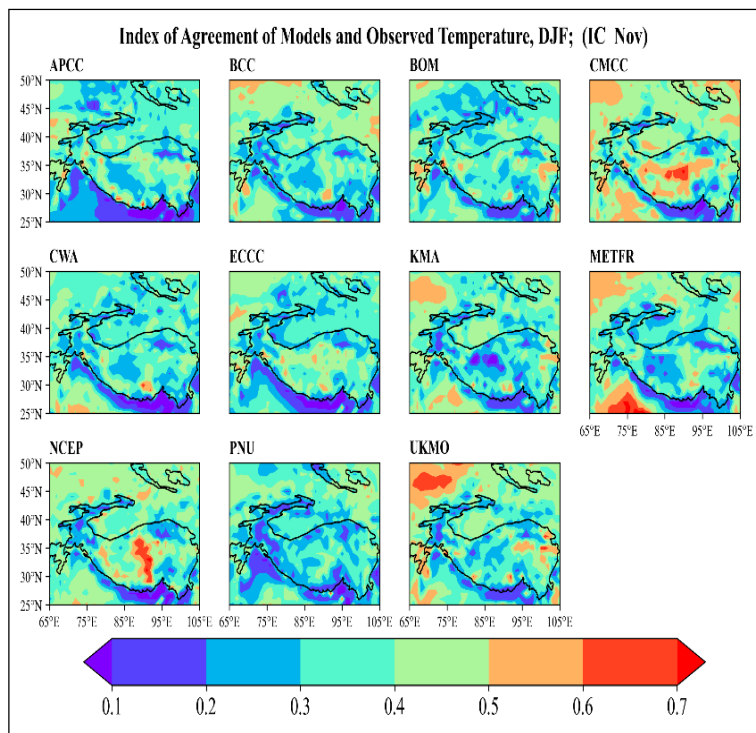 Index of Agreement of Models and Observed Temperature, DJF; (IC Nov)
APCC BCC BOM CMCC
50°N
45°N
40°N
35°N
30°N
25°N
CWA ECCC KMA METFR
50°N
45°N
40°N
35°N
30°N
25°N
65°E 75°E 85°E 95°E 105°E
NCEP PNU UKMO
50°N
45°N
40°N
35°N
30°N
25°N
65°E 75°E 85°E 95°E 105°E 65°E 75°E 85°E 95°E 105°E 65°E 75°E 85°E 95°E 105°E
0.1 0.2 0.3 0.4 0.5 0.6 0.7